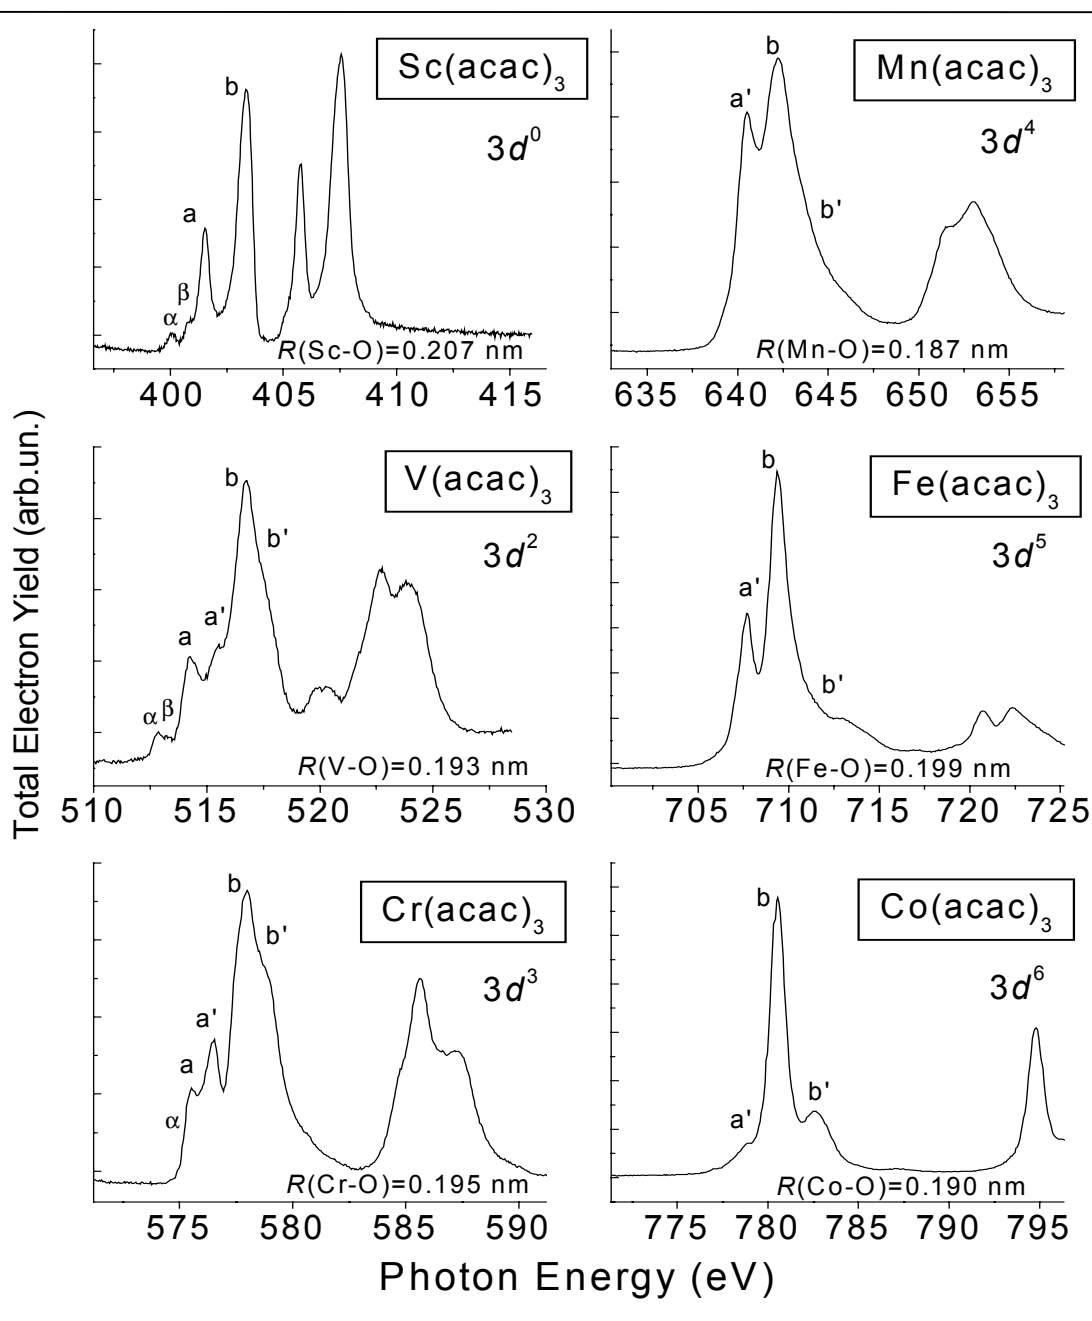 Total Electron Yield (arb.un.)
Sc(acac)₃
3d⁰
b
a
β
α
R(Sc-O)=0.207 nm
400 405 410 415
Mn(acac)₃
3d⁴
b
a'
b'
R(Mn-O)=0.187 nm
635 640 645 650 655
V(acac)₃
3d²
b
b'
a'
a
α β
R(V-O)=0.193 nm
510 515 520 525 530
Fe(acac)₃
3d⁵
b
a'
b'
R(Fe-O)=0.199 nm
705 710 715 720 725
Cr(acac)₃
3d³
b
b'
a'
a
α
R(Cr-O)=0.195 nm
575 580 585 590
Co(acac)₃
3d⁶
b
b'
a'
R(Co-O)=0.190 nm
775 780 785 790 795
Photon Energy (eV)